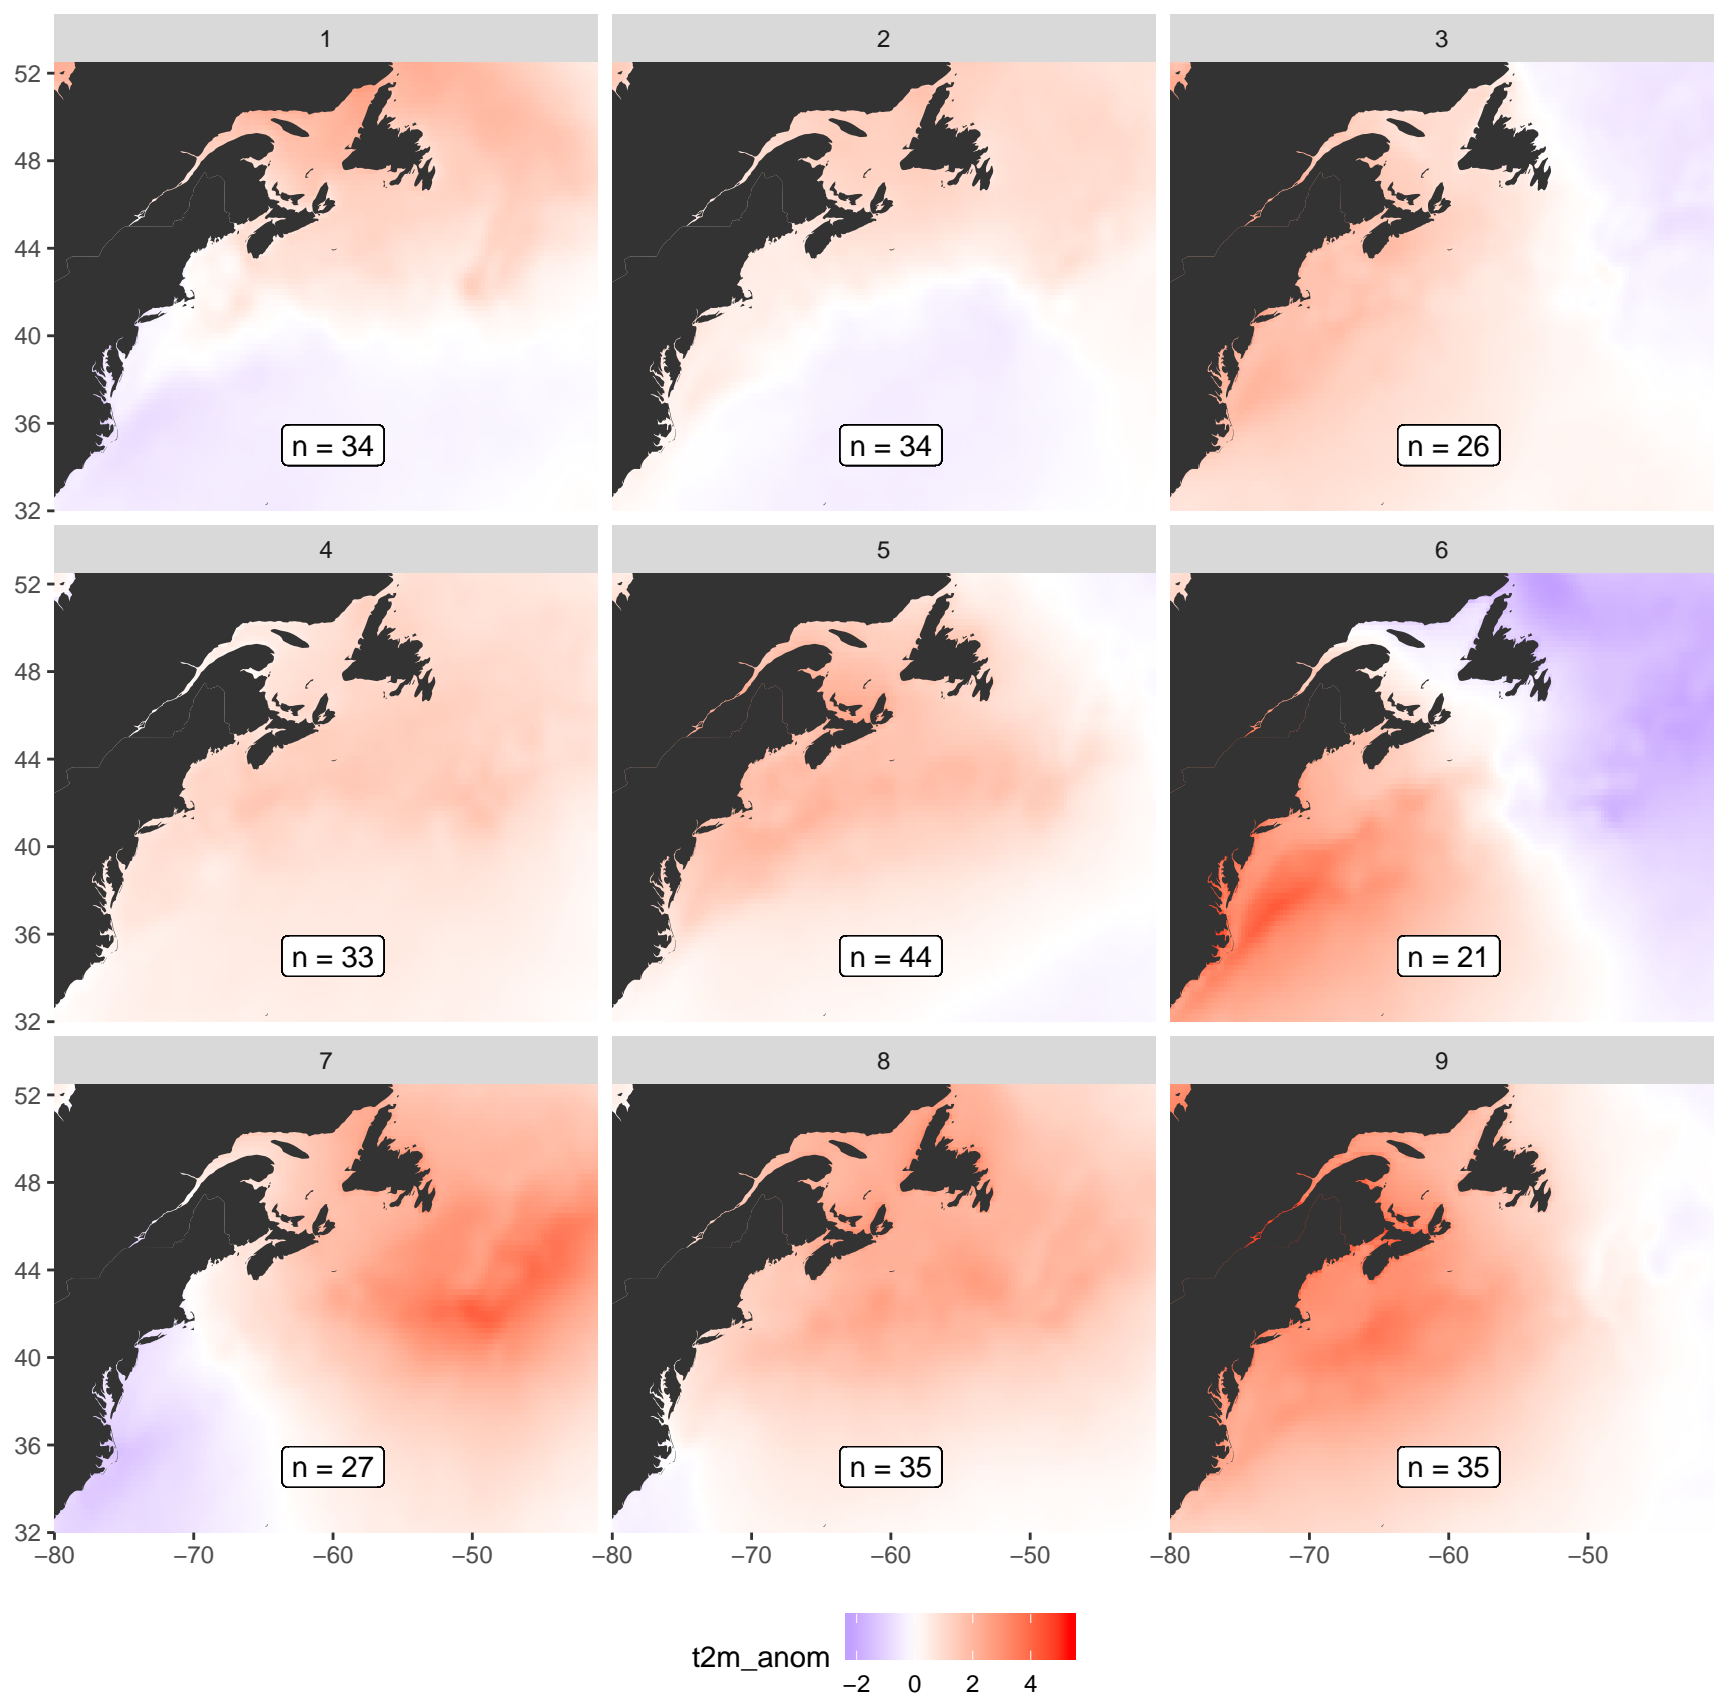 1 2 3
52
48
44
40
36
32
n = 34 n = 34 n = 26
4 5 6
52
48
44
40
36
32
n = 33 n = 44 n = 21
7 8 9
52
48
44
40
36
32
n = 27 n = 35 n = 35
−80 −70 −60 −50 −80 −70 −60 −50 −80 −70 −60 −50
t2m_anom
−2 0 2 4